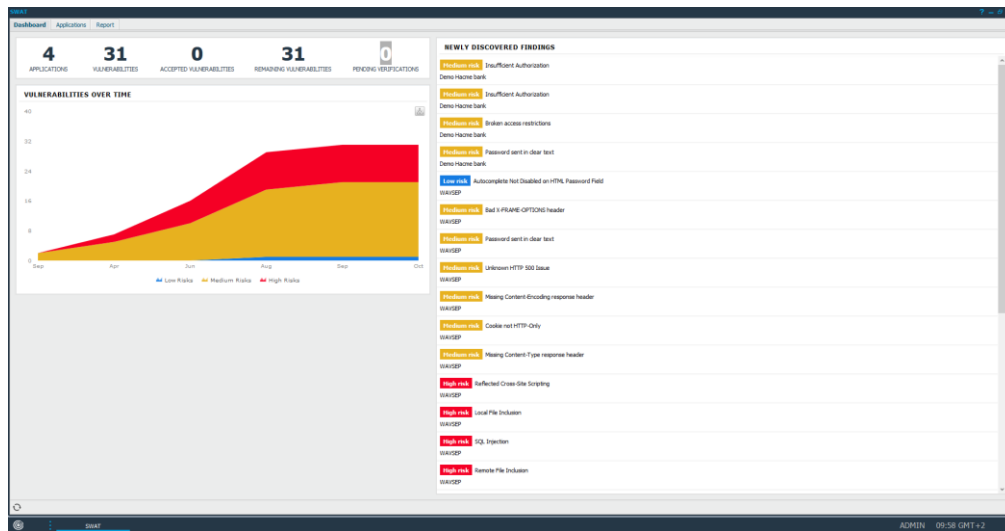 SWAT
? – 
Dashboard Applications Report
4 31 0 31 0
APPLICATIONS VULNERABILITIES ACCEPTED VULNERABILITIES REMAINING VULNERABILITIES PENDING VERIFICATIONS
VULNERABILITIES OVER TIME
40
32
24
16
8
0
Sep Apr Jun Aug Sep Oct
Low Risks Medium Risks High Risks
NEWLY DISCOVERED FINDINGS
Medium risk Insufficient Authorization
Demo Hacme bank
Medium risk Insufficient Authorization
Demo Hacme bank
Medium risk Broken access restrictions
Demo Hacme bank
Medium risk Password sent in clear text
Demo Hacme bank
Low risk Autocomplete Not Disabled on HTML Password Field
WAVSEP
Medium risk Bad X-FRAME-OPTIONS header
WAVSEP
Medium risk Password sent in clear text
WAVSEP
Medium risk Unknown HTTP 500 Issue
WAVSEP
Medium risk Missing Content-Encoding response header
WAVSEP
Medium risk Cookie not HTTP-Only
WAVSEP
Medium risk Missing Content-Type response header
WAVSEP
High risk Reflected Cross-Site Scripting
WAVSEP
High risk Local File Inclusion
WAVSEP
High risk SQL Injection
WAVSEP
High risk Remote File Inclusion
WAVSEP
SWAT
ADMIN 09:58 GMT+2